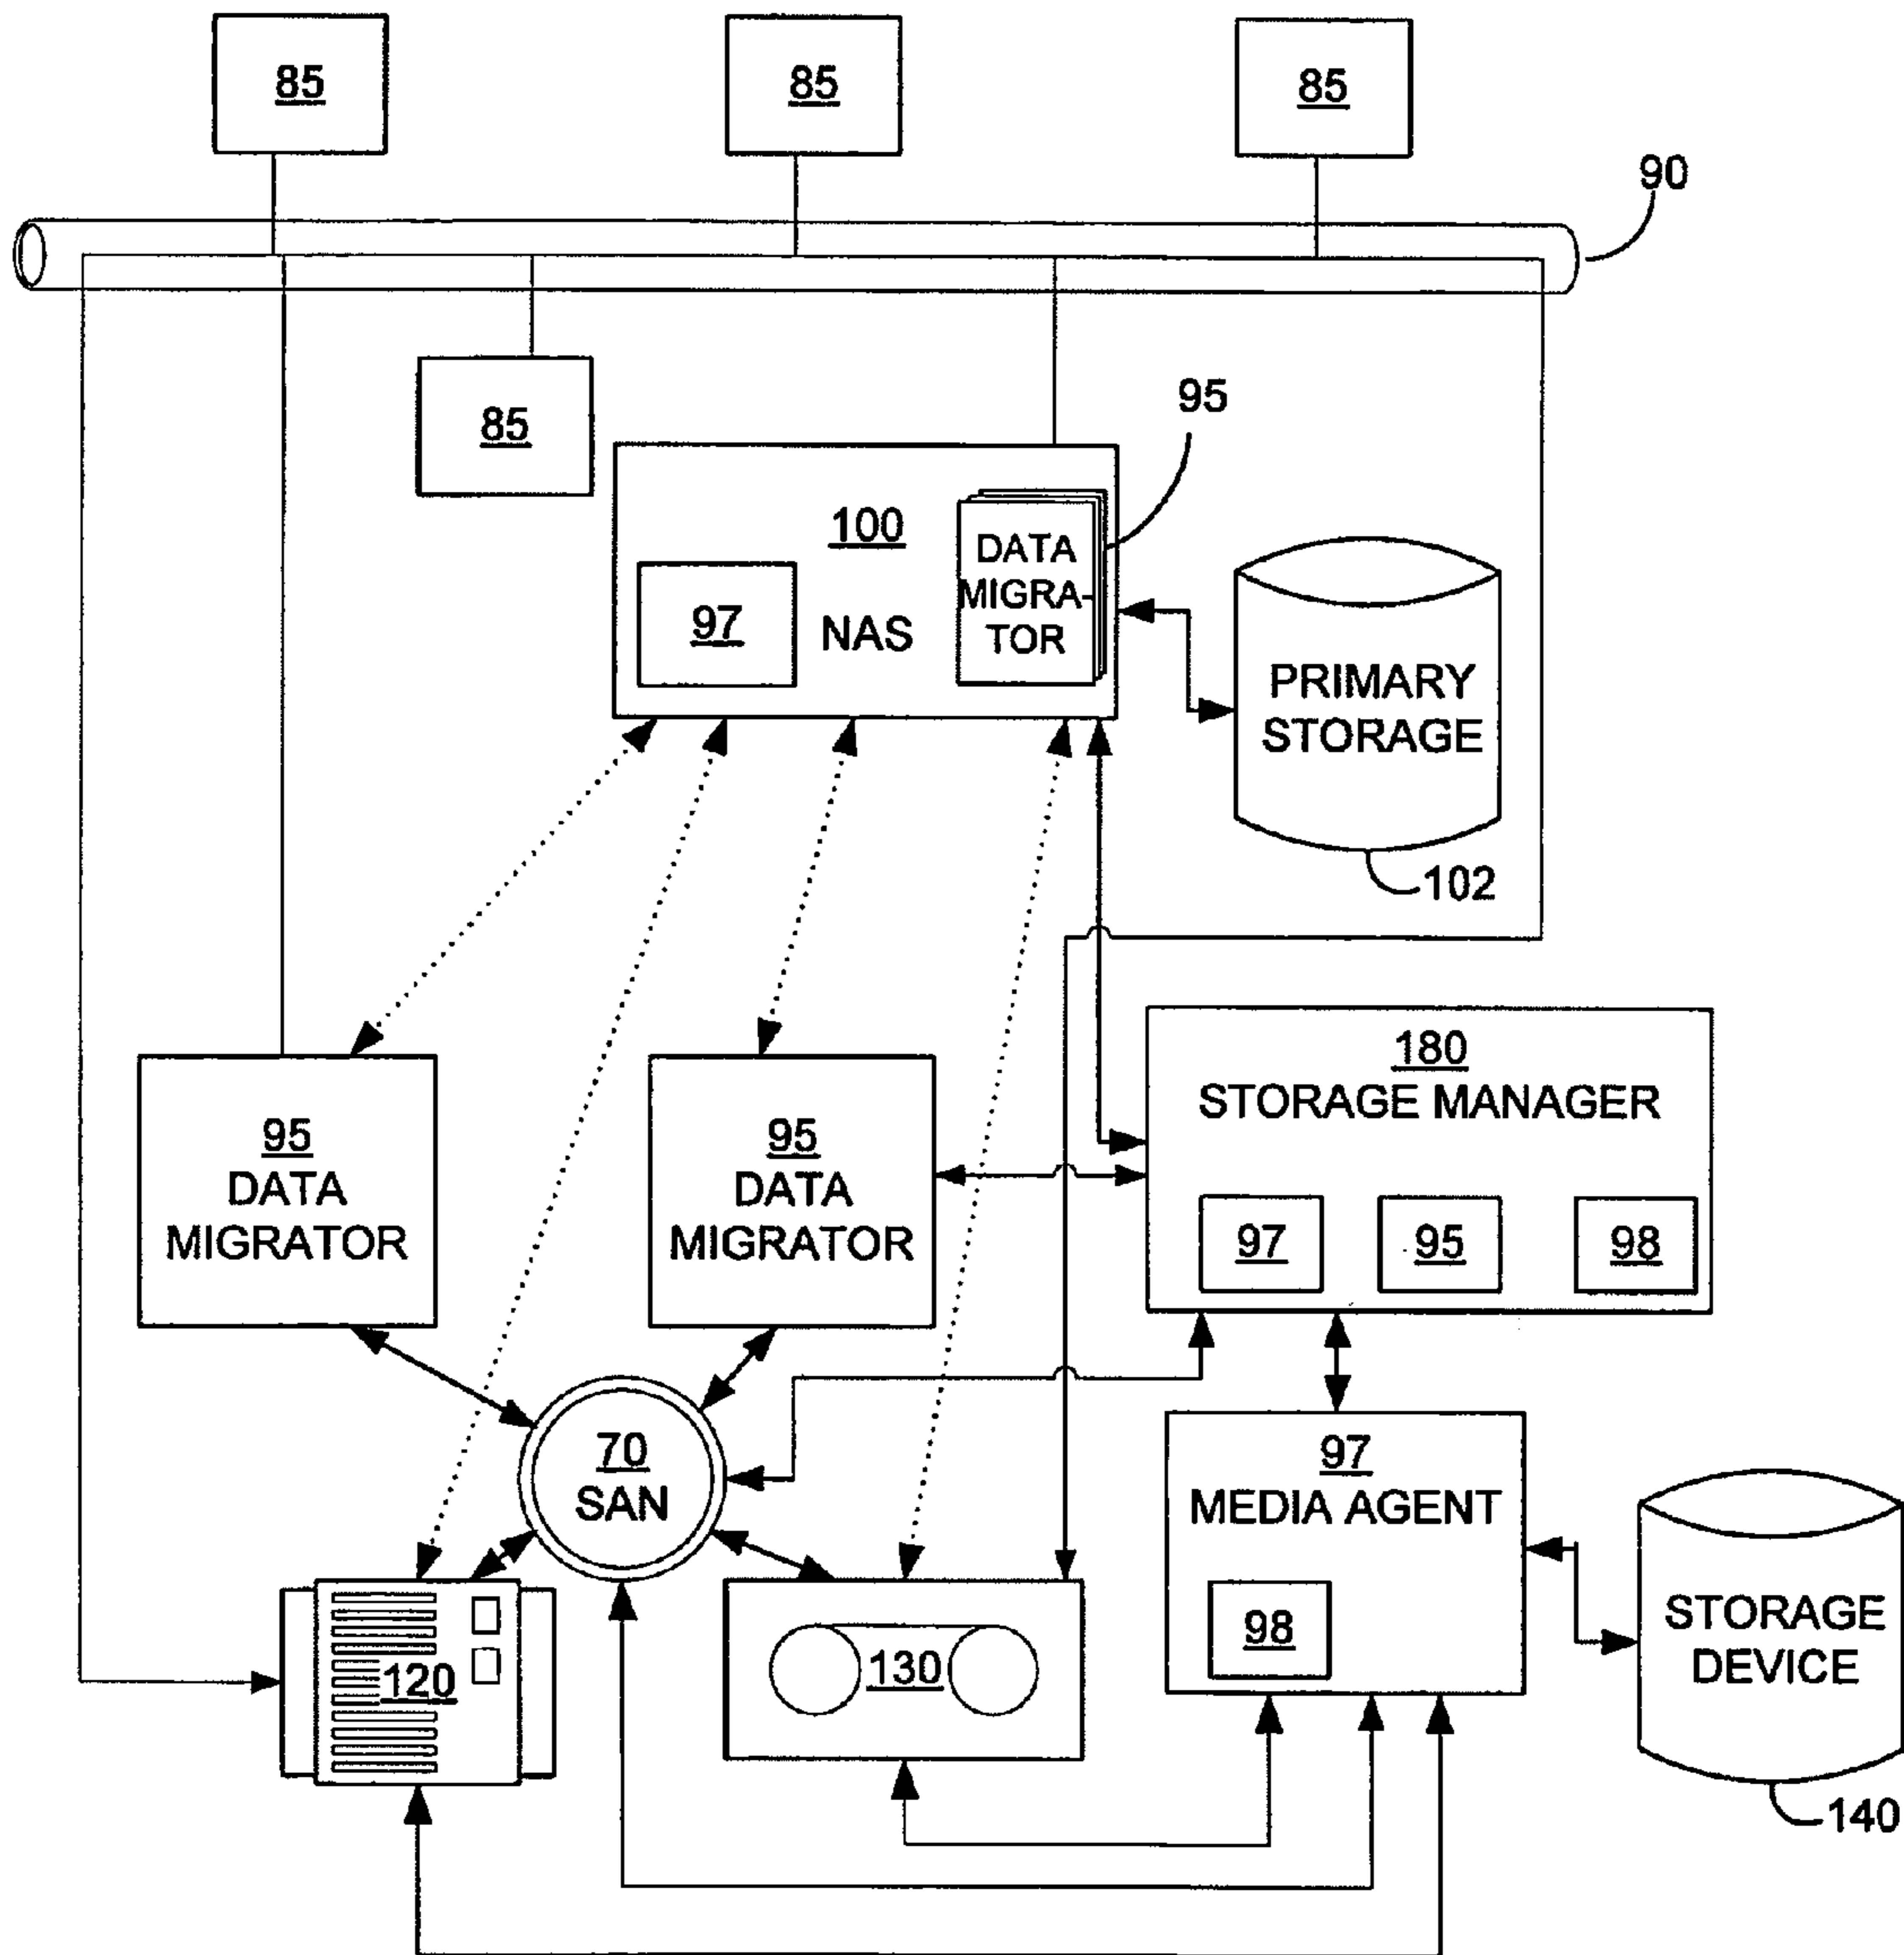 85
85
85
90
85
95
100
DATA
MIGRA-
TOR
97
NAS
PRIMARY
STORAGE
102
180
STORAGE MANAGER
95
DATA
MIGRATOR
95
DATA
MIGRATOR
97
95
98
70
SAN
97
MEDIA AGENT
98
STORAGE
DEVICE
120
130
140